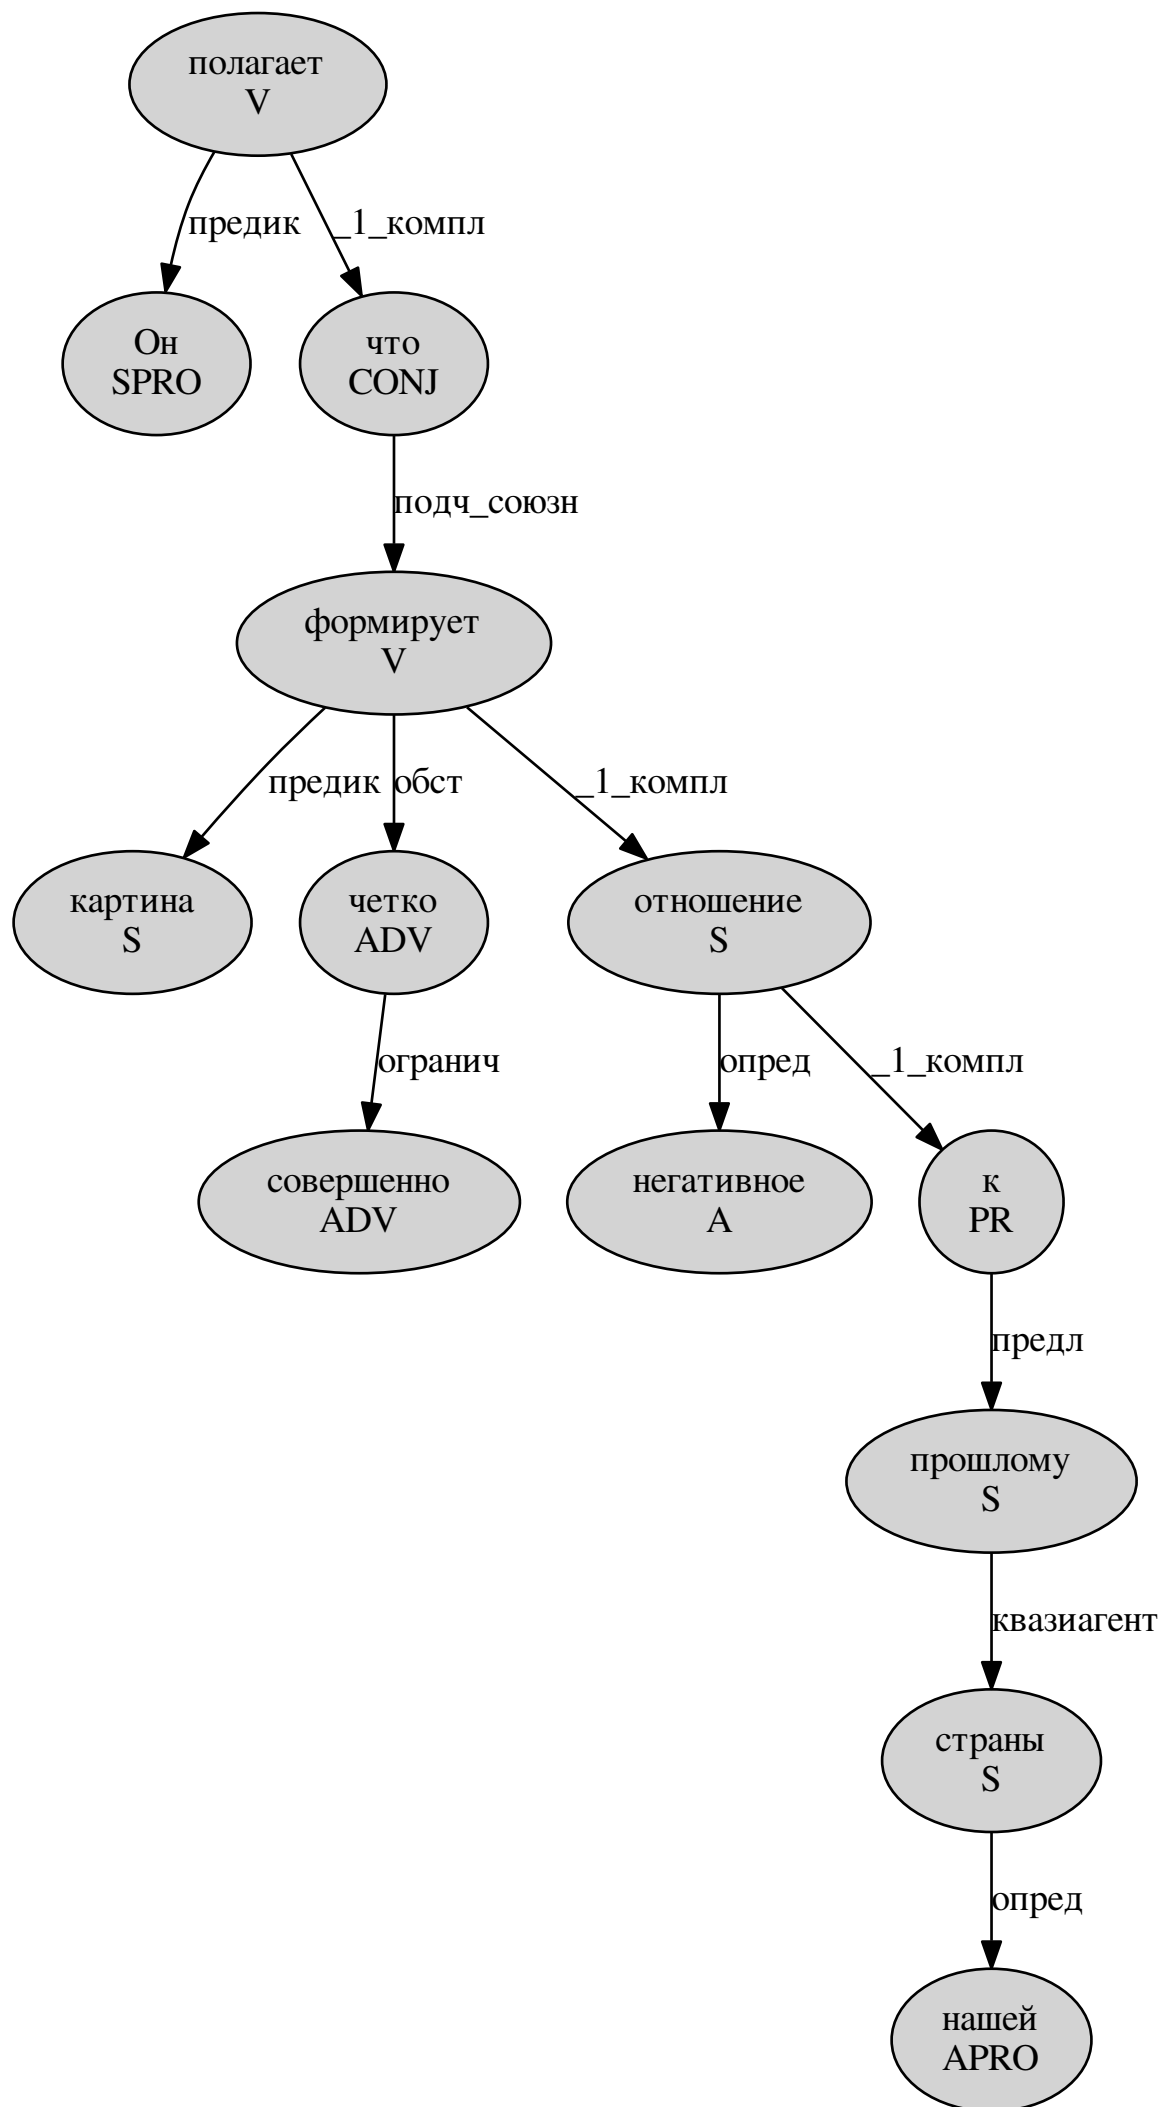 полагает
V
предик
_1_компл
Он
SPRO
что
CONJ
подч_союзн
формирует
V
предик
обст
_1_компл
картина
S
четко
ADV
отношение
S
огранич
опред
_1_компл
совершенно
ADV
негативное
A
к
PR
предл
прошлому
S
квазиагент
страны
S
опред
нашей
APRO